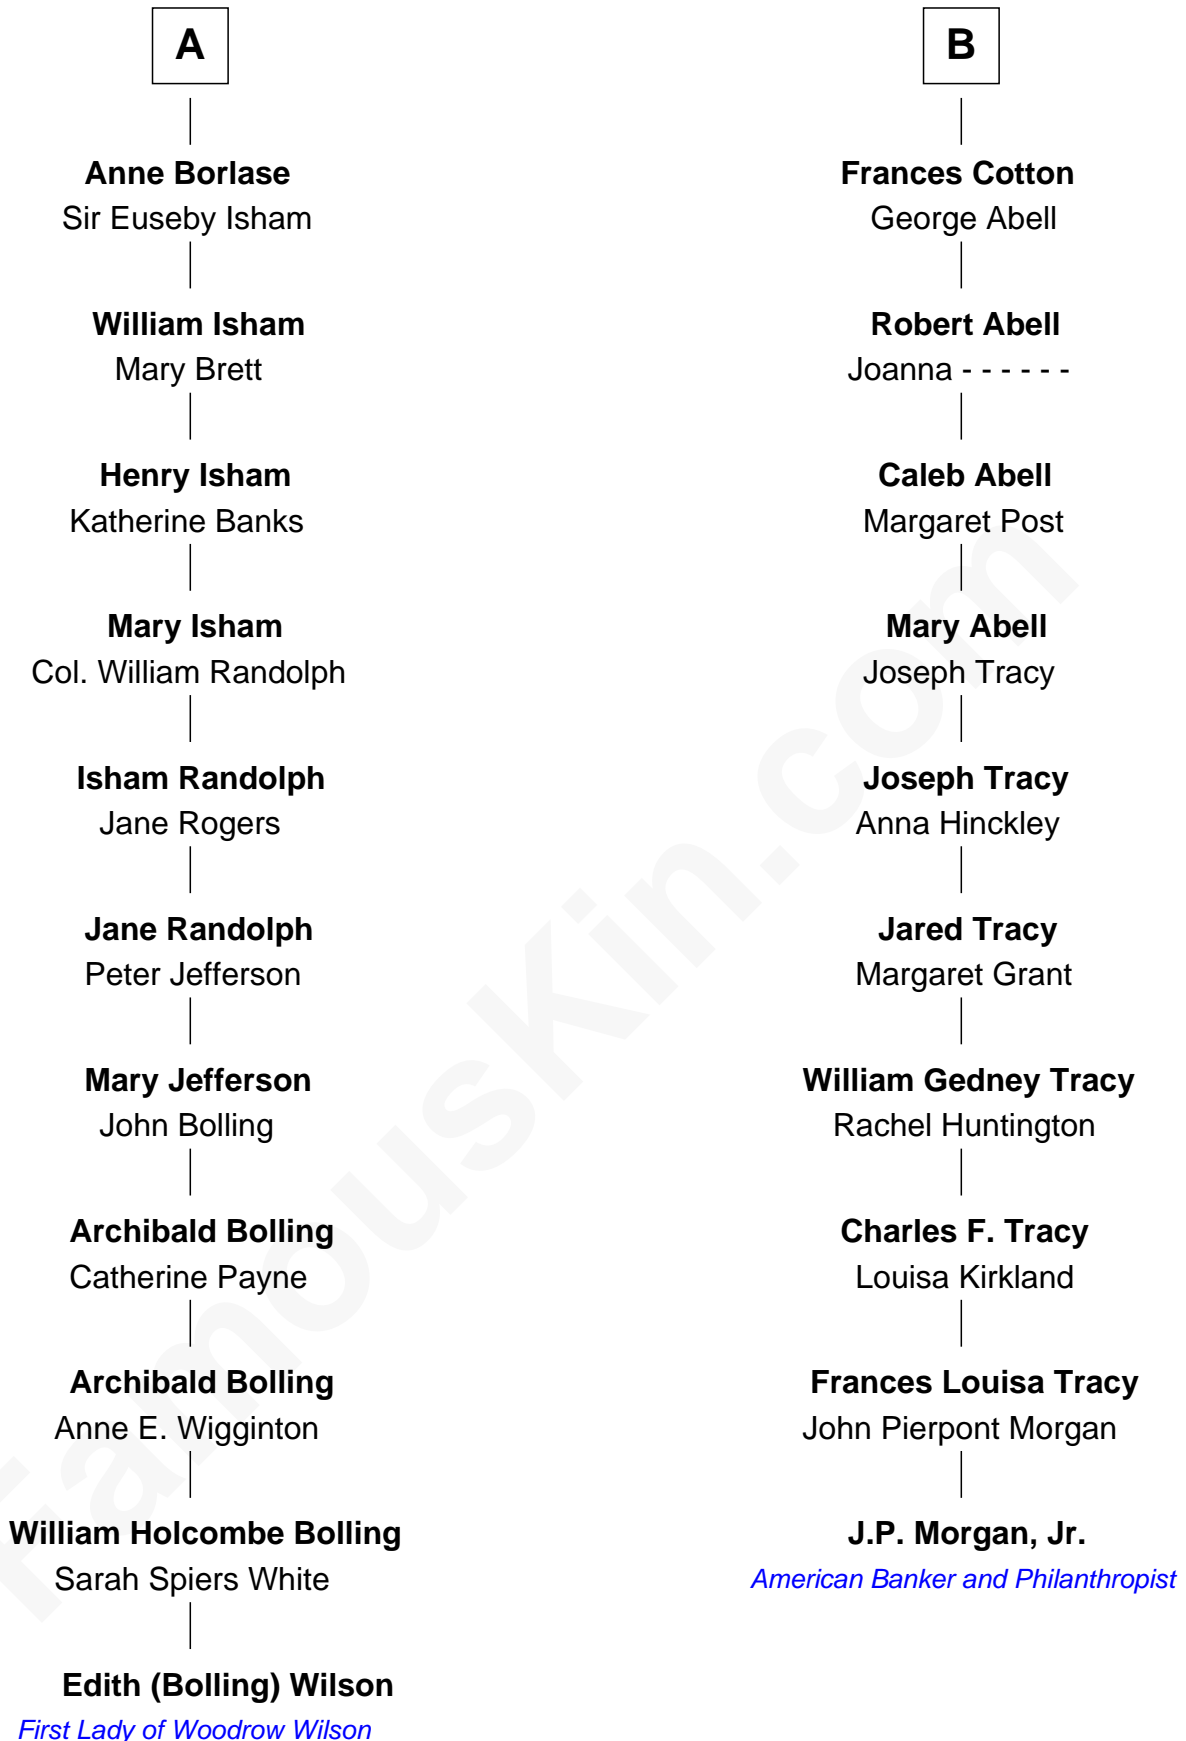 A
Anne Borlase
Sir Euseby Isham
William Isham
Mary Brett
Henry Isham
Katherine Banks
Mary Isham
Col. William Randolph
Isham Randolph
Jane Rogers
Jane Randolph
Peter Jefferson
Mary Jefferson
John Bolling
Archibald Bolling
Catherine Payne
Archibald Bolling
Anne E. Wigginton
William Holcombe Bolling
Sarah Spiers White
Edith (Bolling) Wilson
First Lady of Woodrow Wilson
B
Frances Cotton
George Abell
Robert Abell
Joanna - - - - - -
Caleb Abell
Margaret Post
Mary Abell
Joseph Tracy
Joseph Tracy
Anna Hinckley
Jared Tracy
Margaret Grant
William Gedney Tracy
Rachel Huntington
Charles F. Tracy
Louisa Kirkland
Frances Louisa Tracy
John Pierpont Morgan
J.P. Morgan, Jr.
American Banker and Philanthropist
FamousKin.com